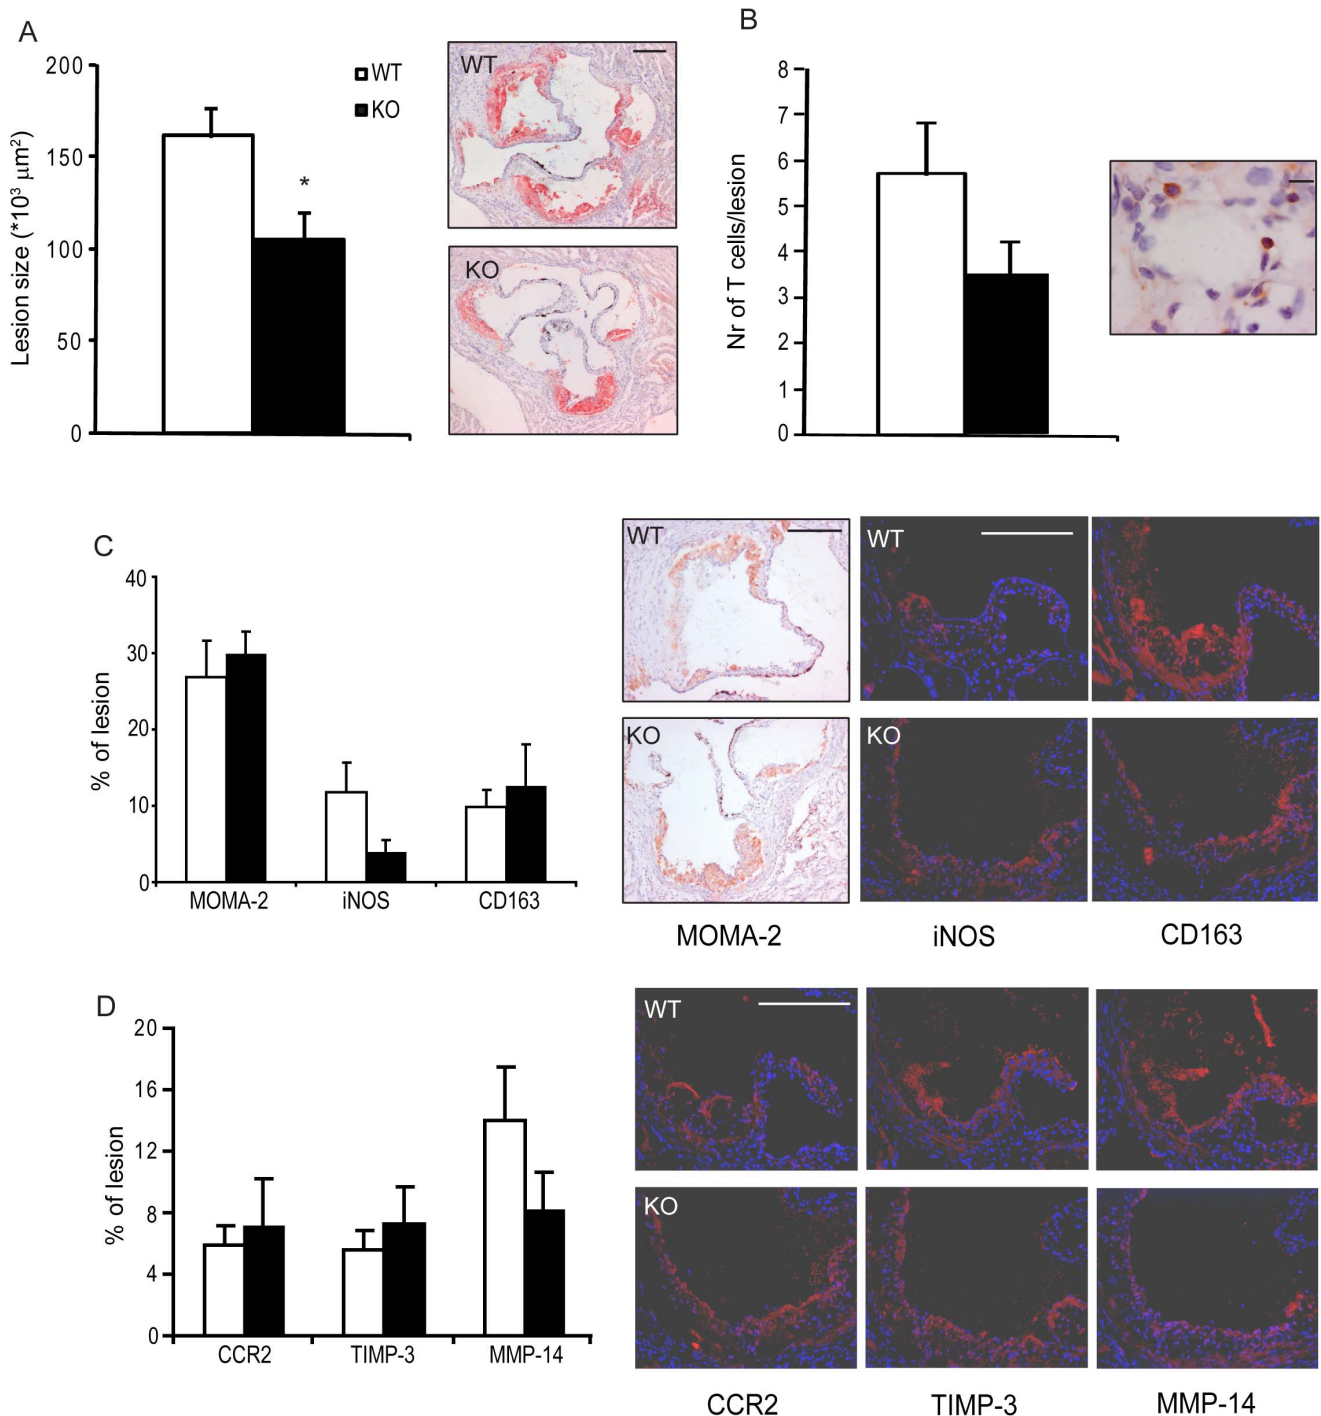 A
200
150
100
50
0
Lesion size (*10³ µm²)
WT
KO
*
WT
KO
B
8
7
6
5
4
3
2
1
0
Nr of T cells/lesion
C
40
30
20
10
0
% of lesion
MOMA-2 iNOS CD163
WT
WT
KO
KO
MOMA-2 iNOS CD163
D
20
16
12
8
4
0
% of lesion
CCR2 TIMP-3 MMP-14
WT
KO
CCR2 TIMP-3 MMP-14